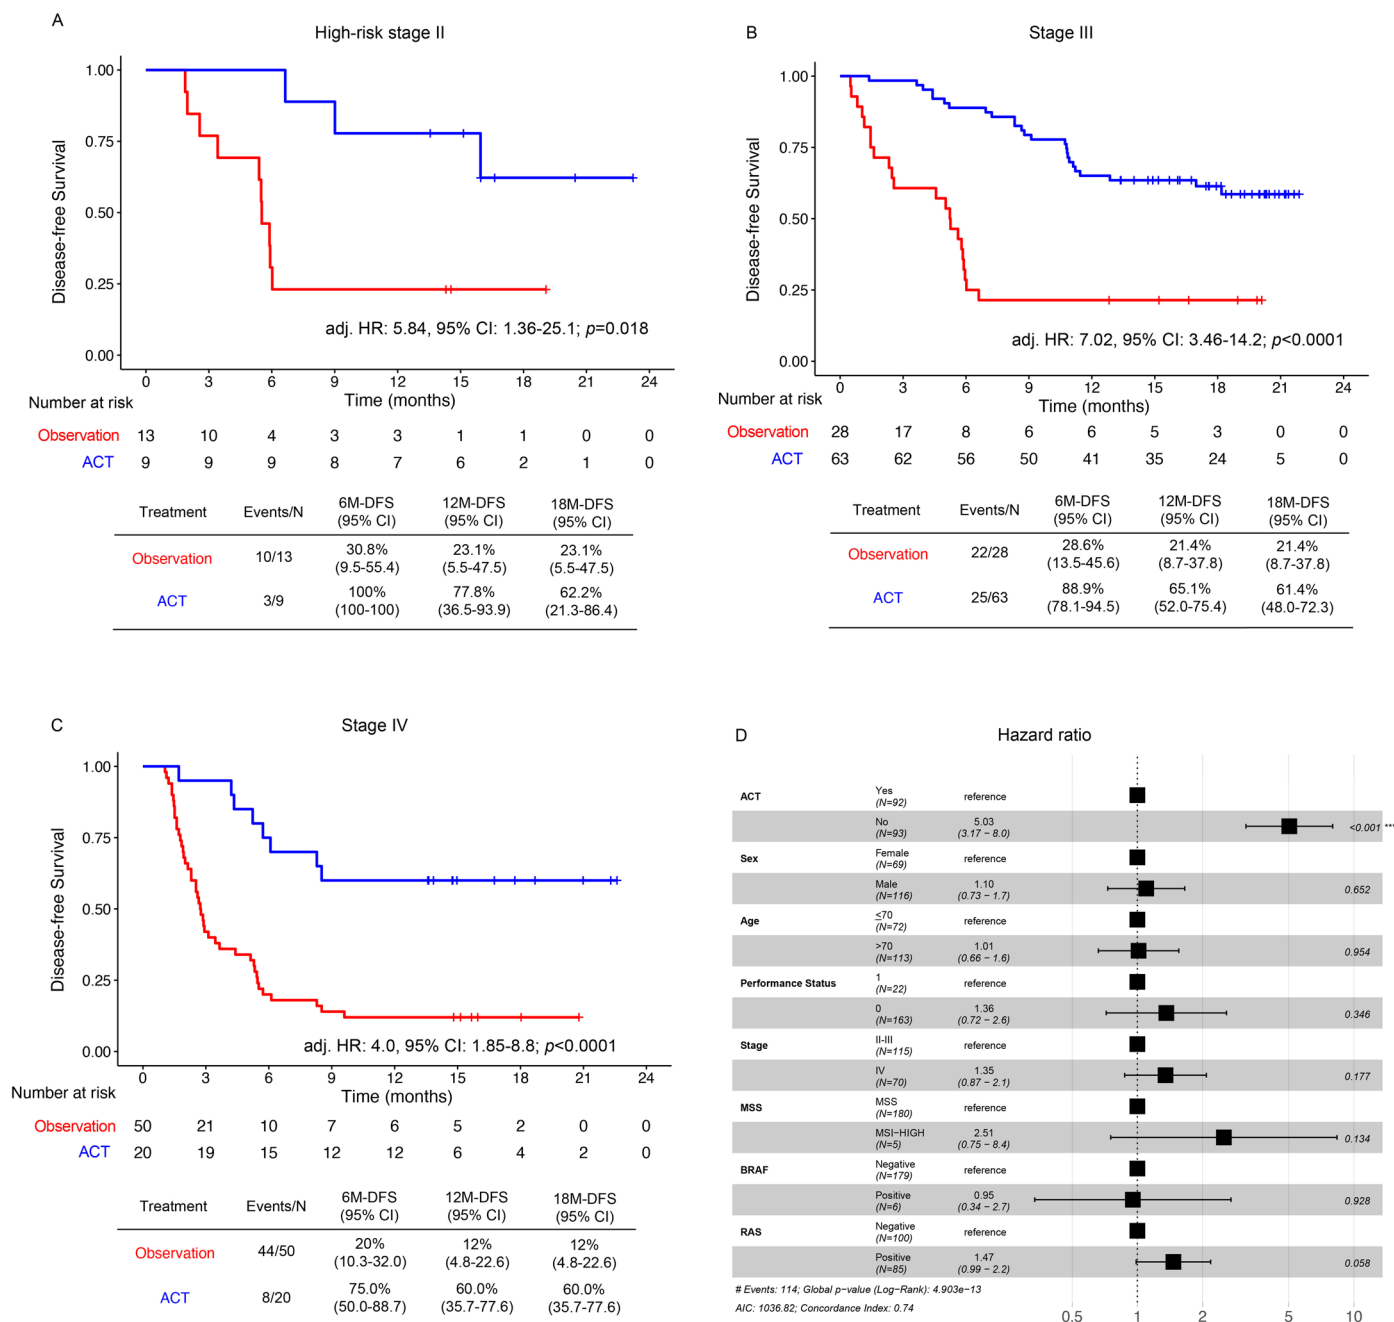 A
High-risk stage II
1.00
0.75
0.50
0.25
0.00
Disease-free Survival
adj. HR: 5.84, 95% CI: 1.36-25.1; p=0.018
0 3 6 9 12 15 18 21 24
Time (months)
Number at risk
Observation 13 10 4 3 3 1 1 0 0
ACT 9 9 9 8 7 6 2 1 0
Treatment Events/N 6M-DFS (95% CI) 12M-DFS (95% CI) 18M-DFS (95% CI)
Observation 10/13 30.8% (9.5-55.4) 23.1% (5.5-47.5) 23.1% (5.5-47.5)
ACT 3/9 100% (100-100) 77.8% (36.5-93.9) 62.2% (21.3-86.4)
B
Stage III
1.00
0.75
0.50
0.25
0.00
Disease-free Survival
adj. HR: 7.02, 95% CI: 3.46-14.2; p<0.0001
0 3 6 9 12 15 18 21 24
Time (months)
Number at risk
Observation 28 17 8 6 6 5 3 0 0
ACT 63 62 56 50 41 35 24 5 0
Treatment Events/N 6M-DFS (95% CI) 12M-DFS (95% CI) 18M-DFS (95% CI)
Observation 22/28 28.6% (13.5-45.6) 21.4% (8.7-37.8) 21.4% (8.7-37.8)
ACT 25/63 88.9% (78.1-94.5) 65.1% (52.0-75.4) 61.4% (48.0-72.3)
C
Stage IV
1.00
0.75
0.50
0.25
0.00
Disease-free Survival
adj. HR: 4.0, 95% CI: 1.85-8.8; p<0.0001
0 3 6 9 12 15 18 21 24
Time (months)
Number at risk
Observation 50 21 10 7 6 5 2 0 0
ACT 20 19 15 12 12 6 4 2 0
Treatment Events/N 6M-DFS (95% CI) 12M-DFS (95% CI) 18M-DFS (95% CI)
Observation 44/50 20% (10.3-32.0) 12% (4.8-22.6) 12% (4.8-22.6)
ACT 8/20 75.0% (50.0-88.7) 60.0% (35.7-77.6) 60.0% (35.7-77.6)
D
Hazard ratio
ACT Yes (N=92) reference
No (N=93) 5.03 (3.17 − 8.0) <0.001 ***
Sex Female (N=69) reference
Male (N=116) 1.10 (0.73 − 1.7) 0.652
Age ≤70 (N=72) reference
>70 (N=113) 1.01 (0.66 − 1.6) 0.954
Performance Status 1 (N=22) reference
0 (N=163) 1.36 (0.72 − 2.6) 0.346
Stage II-III (N=115) reference
IV (N=70) 1.35 (0.87 − 2.1) 0.177
MSS MSS (N=180) reference
MSI−HIGH (N=5) 2.51 (0.75 − 8.4) 0.134
BRAF Negative (N=179) reference
Positive (N=6) 0.95 (0.34 − 2.7) 0.928
RAS Negative (N=100) reference
Positive (N=85) 1.47 (0.99 − 2.2) 0.058
# Events: 114; Global p−value (Log−Rank): 4.903e−13
AIC: 1036.82; Concordance Index: 0.74
0.5 1 2 5 10